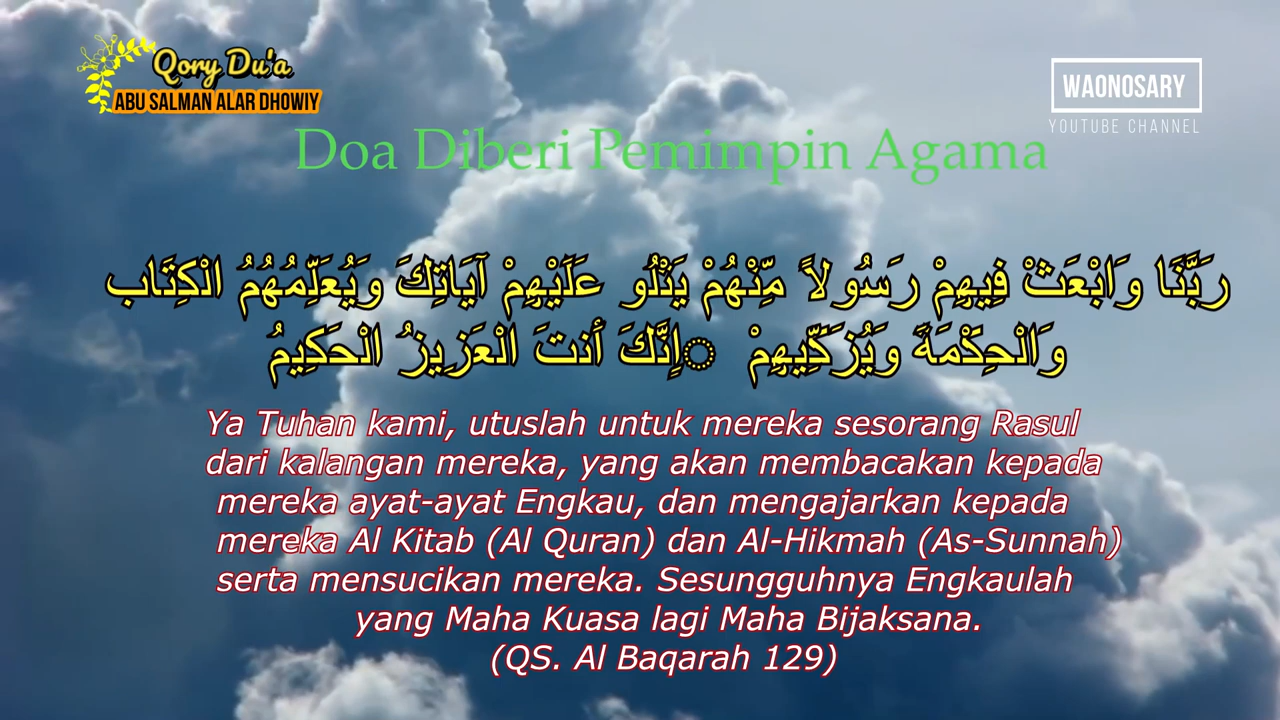 Qory Du'a
ABU SALMAN ALAR DHOWIY
WAONOSARY
YOUTUBE CHANNEL
Doa Diberi Pemimpin Agama
رَبَّنَا وَابْعَثْ فِيهِمْ رَسُولاً مِّنْهُمْ يَتْلُو عَلَيْهِمْ آيَاتِكَ وَيُعَلِّمُهُمُ الْكِتَاب
وَالْحِكْمَةَ وَيُزَكِّيهِمْ ◌إِنَّكَ أَنتَ الْعَزِيزُ الْحَكِيمُ
Ya Tuhan kami, utuslah untuk mereka sesorang Rasul
dari kalangan mereka, yang akan membacakan kepada
mereka ayat-ayat Engkau, dan mengajarkan kepada
mereka Al Kitab (Al Quran) dan Al-Hikmah (As-Sunnah)
serta mensucikan mereka. Sesungguhnya Engkaulah
yang Maha Kuasa lagi Maha Bijaksana.
(QS. Al Baqarah 129)